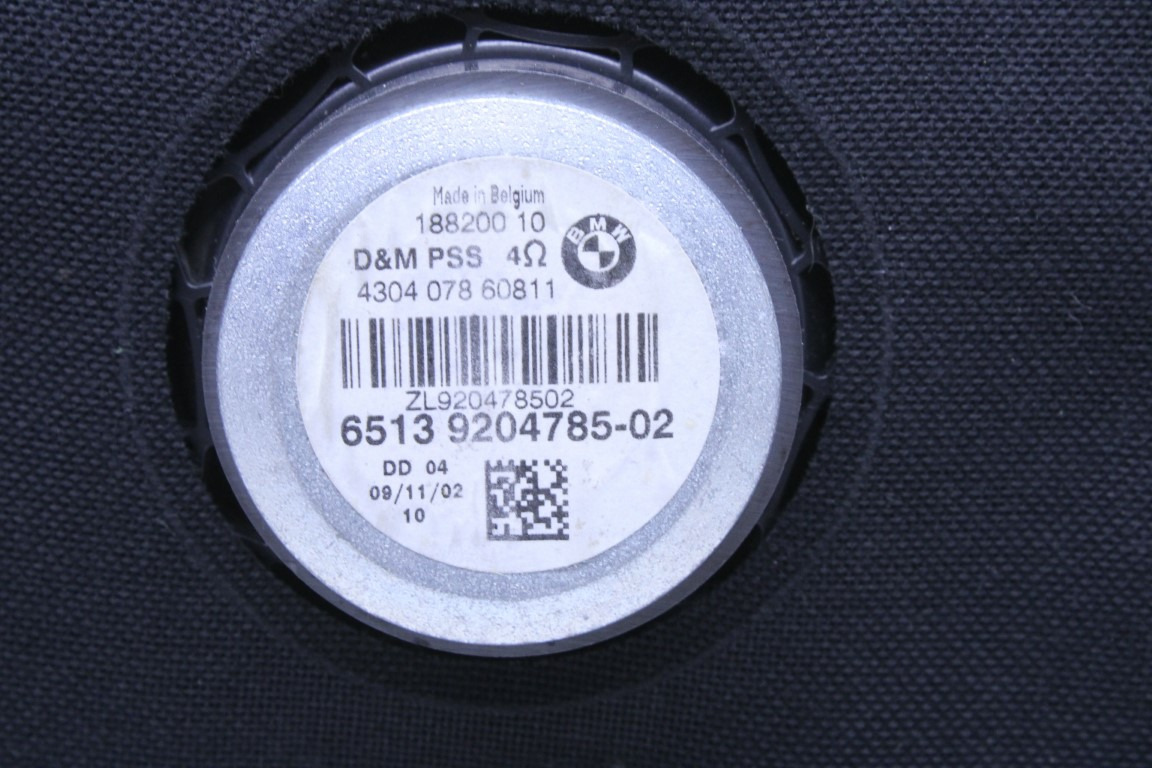 Made in Belgium
188200 10
BMW
D&M PSS 4Ω
4304 078 60811
ZL920478502
6513 9204785-02
DD 04
09/11/02
10